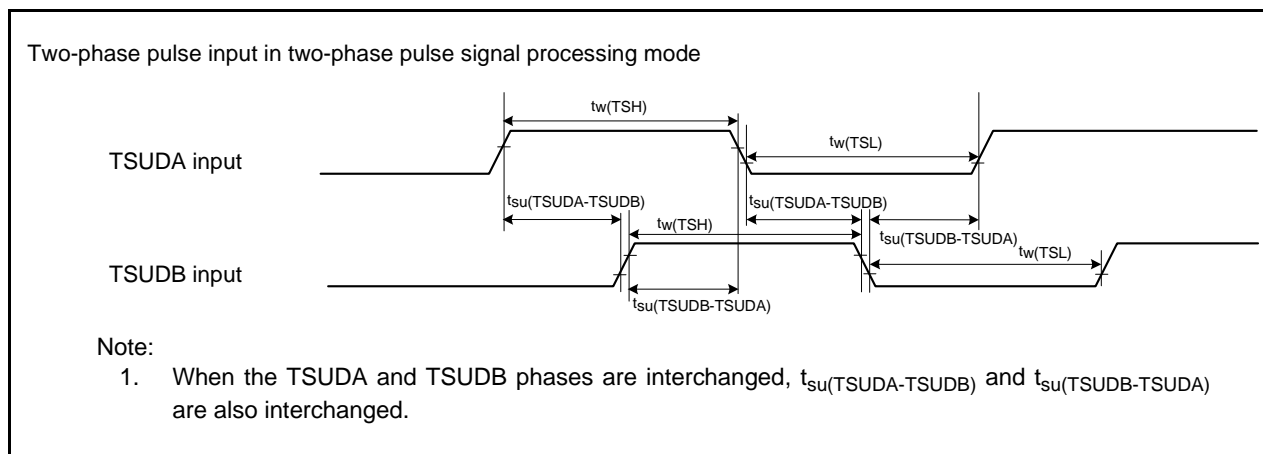 Two-phase pulse input in two-phase pulse signal processing mode
tw(TSH)
TSUDA input
tw(TSL)
tsu(TSUDA-TSUDB)
tsu(TSUDA-TSUDB)
tw(TSH)
tsu(TSUDB-TSUDA)
TSUDB input
tw(TSL)
tsu(TSUDB-TSUDA)
Note:
1. When the TSUDA and TSUDB phases are interchanged, tsu(TSUDA-TSUDB) and tsu(TSUDB-TSUDA)
are also interchanged.